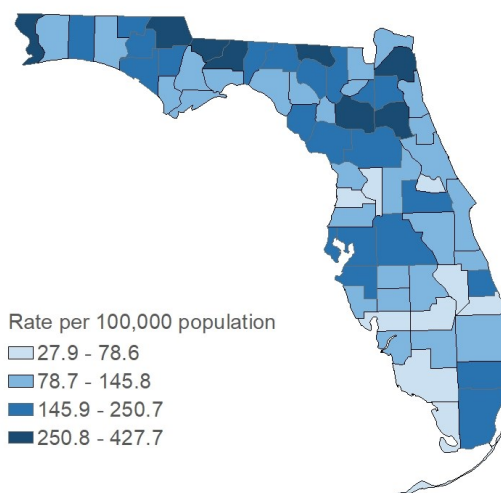 Rate per 100,000 population
27.9 - 78.6
78.7 - 145.8
145.9 - 250.7
250.8 - 427.7